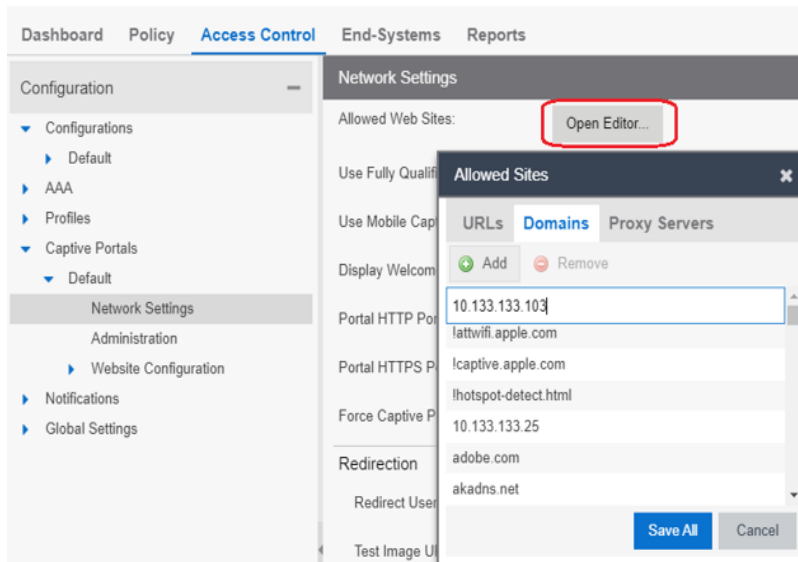 Dashboard Policy Access Control End-Systems Reports
Configuration
Configurations
Default
AAA
Profiles
Captive Portals
Default
Network Settings
Administration
Website Configuration
Notifications
Global Settings
Network Settings
Allowed Web Sites:
Open Editor...
Use Fully Qualifi
Use Mobile Capt
Display Welcom
Portal HTTP Por
Portal HTTPS P
Force Captive P
Redirection
Redirect User
Test Image U
Allowed Sites
URLs Domains Proxy Servers
Add Remove
10.133.133.103
!attwifi.apple.com
!captive.apple.com
!hotspot-detect.html
10.133.133.25
adobe.com
akadns.net
Save All Cancel